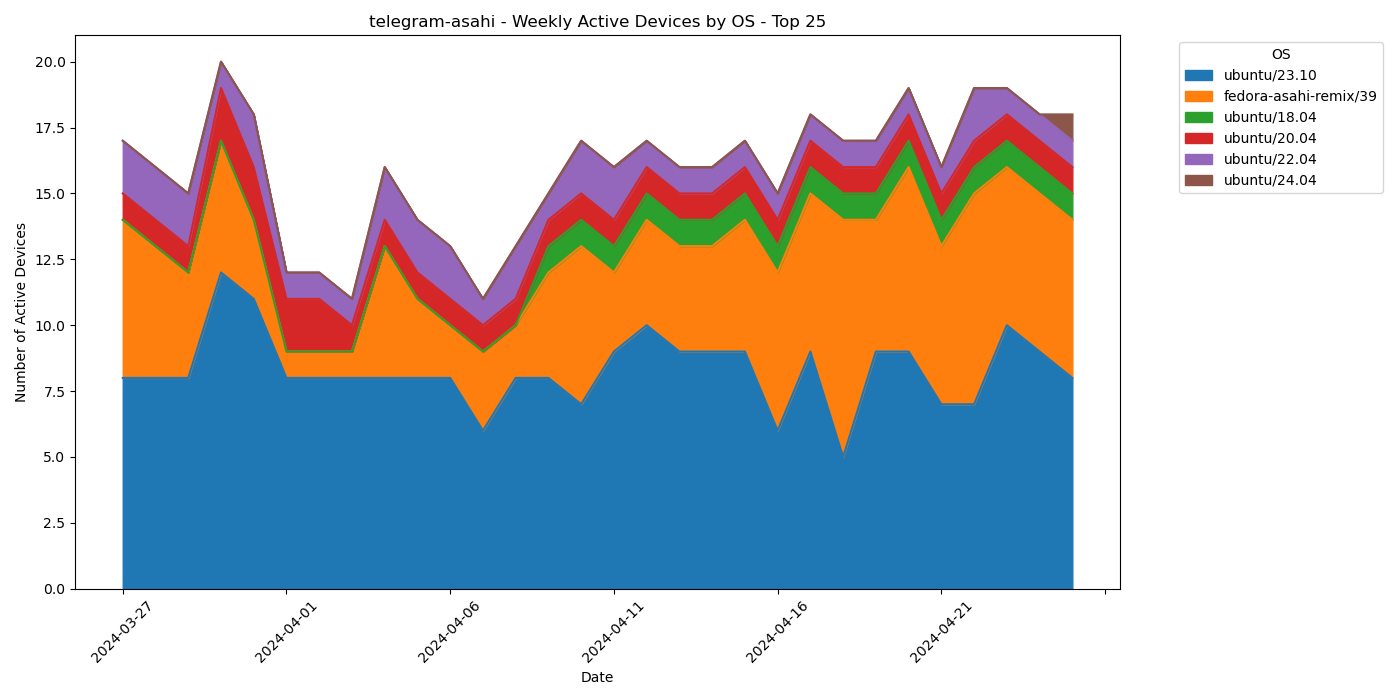 telegram-asahi - Weekly Active Devices by OS - Top 25
Number of Active Devices
20.0
17.5
15.0
12.5
10.0
7.5
5.0
2.5
0.0
2024-03-27
2024-04-01
2024-04-06
2024-04-11
2024-04-16
2024-04-21
Date
OS
ubuntu/23.10
fedora-asahi-remix/39
ubuntu/18.04
ubuntu/20.04
ubuntu/22.04
ubuntu/24.04